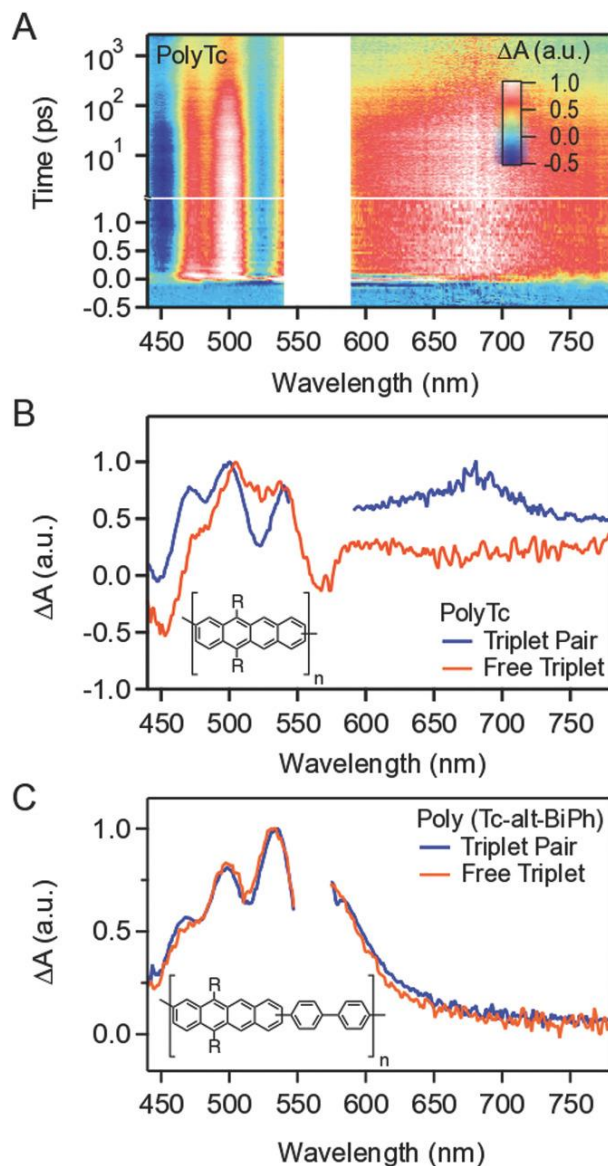 A
PolyTc
ΔA (a.u.)
1.0
0.5
0.0
-0.5
Time (ps)
10³
10²
10¹
1.0
0.5
0.0
-0.5
450 500 550 600 650 700 750
Wavelength (nm)
B
ΔA (a.u.)
1.0
0.5
0.0
-0.5
-1.0
R
R
n
PolyTc
Triplet Pair
Free Triplet
450 500 550 600 650 700 750
Wavelength (nm)
C
Poly (Tc-alt-BiPh)
Triplet Pair
Free Triplet
ΔA (a.u.)
1.0
0.5
0.0
R
R
n
450 500 550 600 650 700 750
Wavelength (nm)